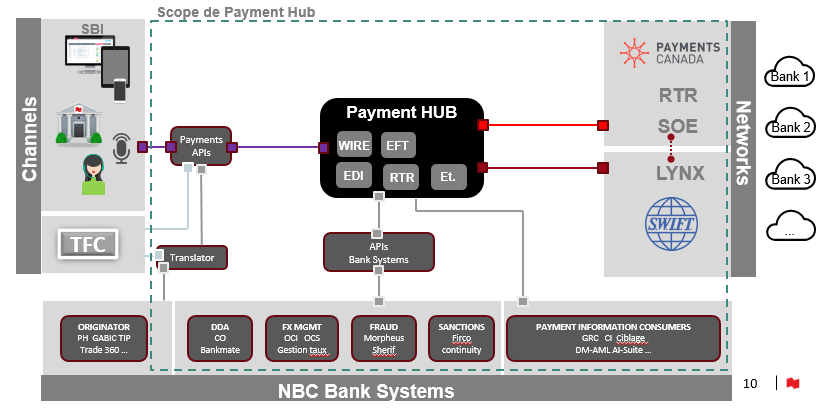 Scope de Payment Hub
SBI
Channels
TFC
Payments
APIs
Translator
Payment HUB
WIRE
EFT
EDI
RTR
Et.
APIs
Bank Systems
PAYMENTS
CANADA
RTR
SOE
LYNX
SWIFT
Networks
Bank 1
Bank 2
Bank 3
...
ORIGINATOR
PH GABIC TIP
Trade 360 ...
DDA
CO
Bankmate
FX MGMT
OCI OCS
Gestion taux
FRAUD
Morpheus
Sherif
SANCTIONS
Firco
continuity
PAYMENT INFORMATION CONSUMERS
GRC CI Ciblage
DM-AML AI-Suite ...
NBC Bank Systems
10